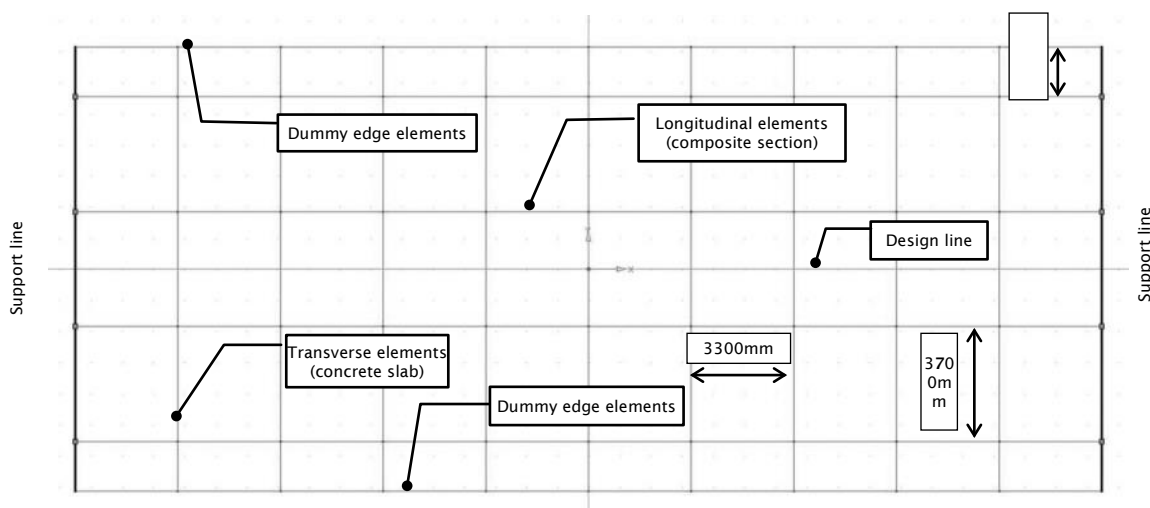 Dummy edge elements
Longitudinal elements
(composite section)
Design line
Support line
Support line
Transverse elements
(concrete slab)
3300mm
370
0m
m
Dummy edge elements
x